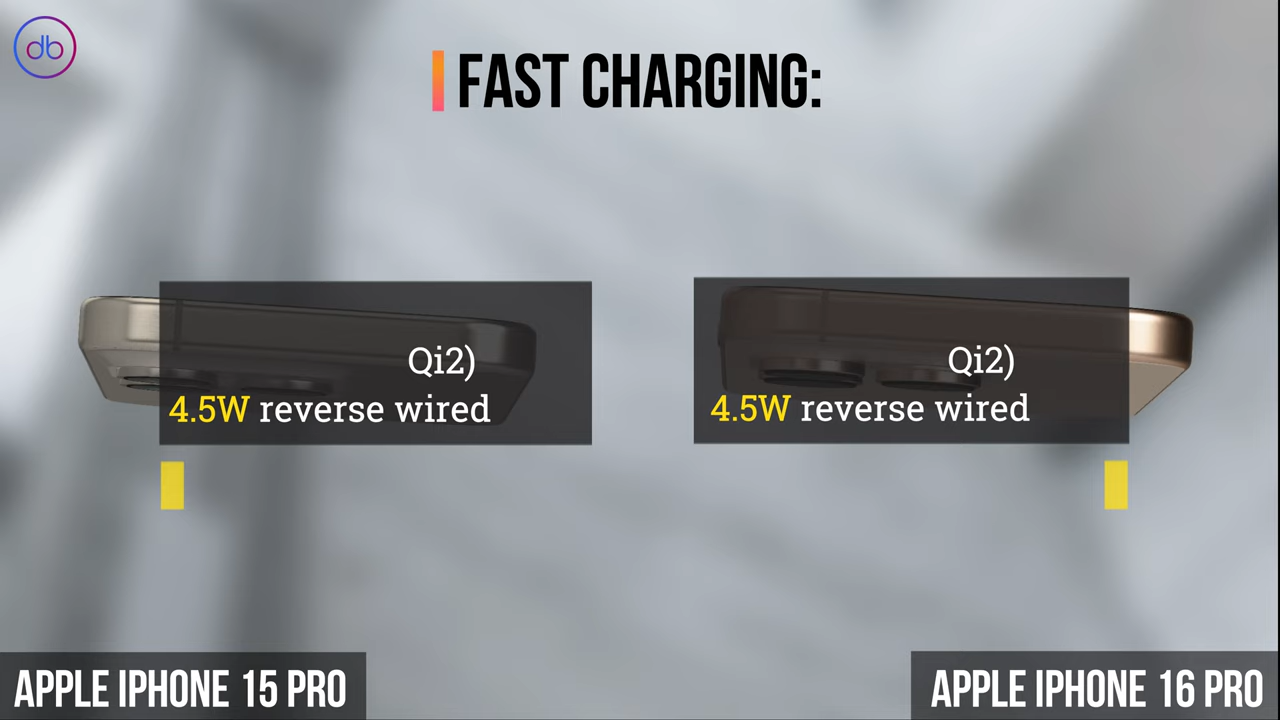 db
FAST CHARGING:
Qi2)
4.5W reverse wired
Qi2)
4.5W reverse wired
APPLE IPHONE 15 PRO
APPLE IPHONE 16 PRO